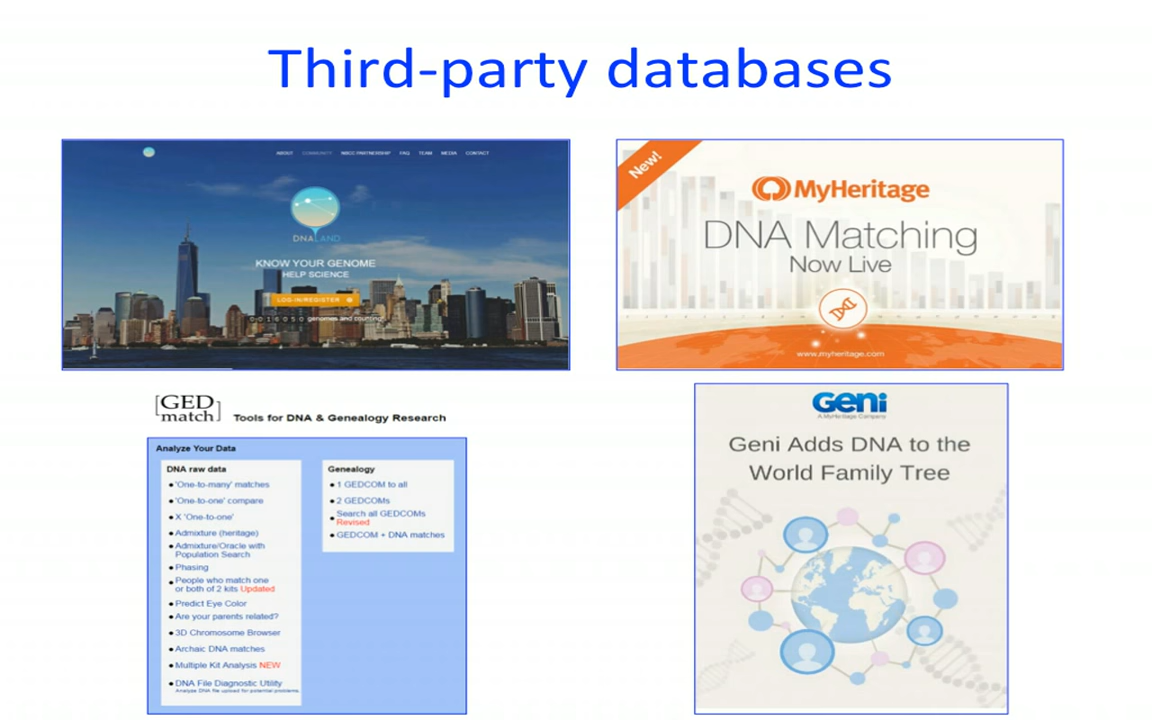 Third-party databases
ABOUT COMMUNITY NBCC PARTNERSHIP FAQ TEAM MEDIA CONTACT
DNALAND
KNOW YOUR GENOME
HELP SCIENCE
LOG-IN/REGISTER
genomes and counting!
New!
MyHeritage
DNA Matching
Now Live
www.myheritage.com
[GED match] Tools for DNA & Genealogy Research
Analyze Your Data
DNA raw data
• 'One-to-many' matches
• 'One-to-one' compare
• X 'One-to-one'
• Admixture (heritage)
• Admixture/Oracle with
Population Search
• Phasing
• People who match one
or both of 2 kits Updated
• Predict Eye Color
• Are your parents related?
• 3D Chromosome Browser
• Archaic DNA matches
• Multiple Kit Analysis NEW
• DNA File Diagnostic Utility
Analyze DNA file upload for potential problems.
Genealogy
• 1 GEDCOM to all
• 2 GEDCOMs
• Search all GEDCOMs
Revised
• GEDCOM + DNA matches
Geni
A MyHeritage Company
Geni Adds DNA to the
World Family Tree